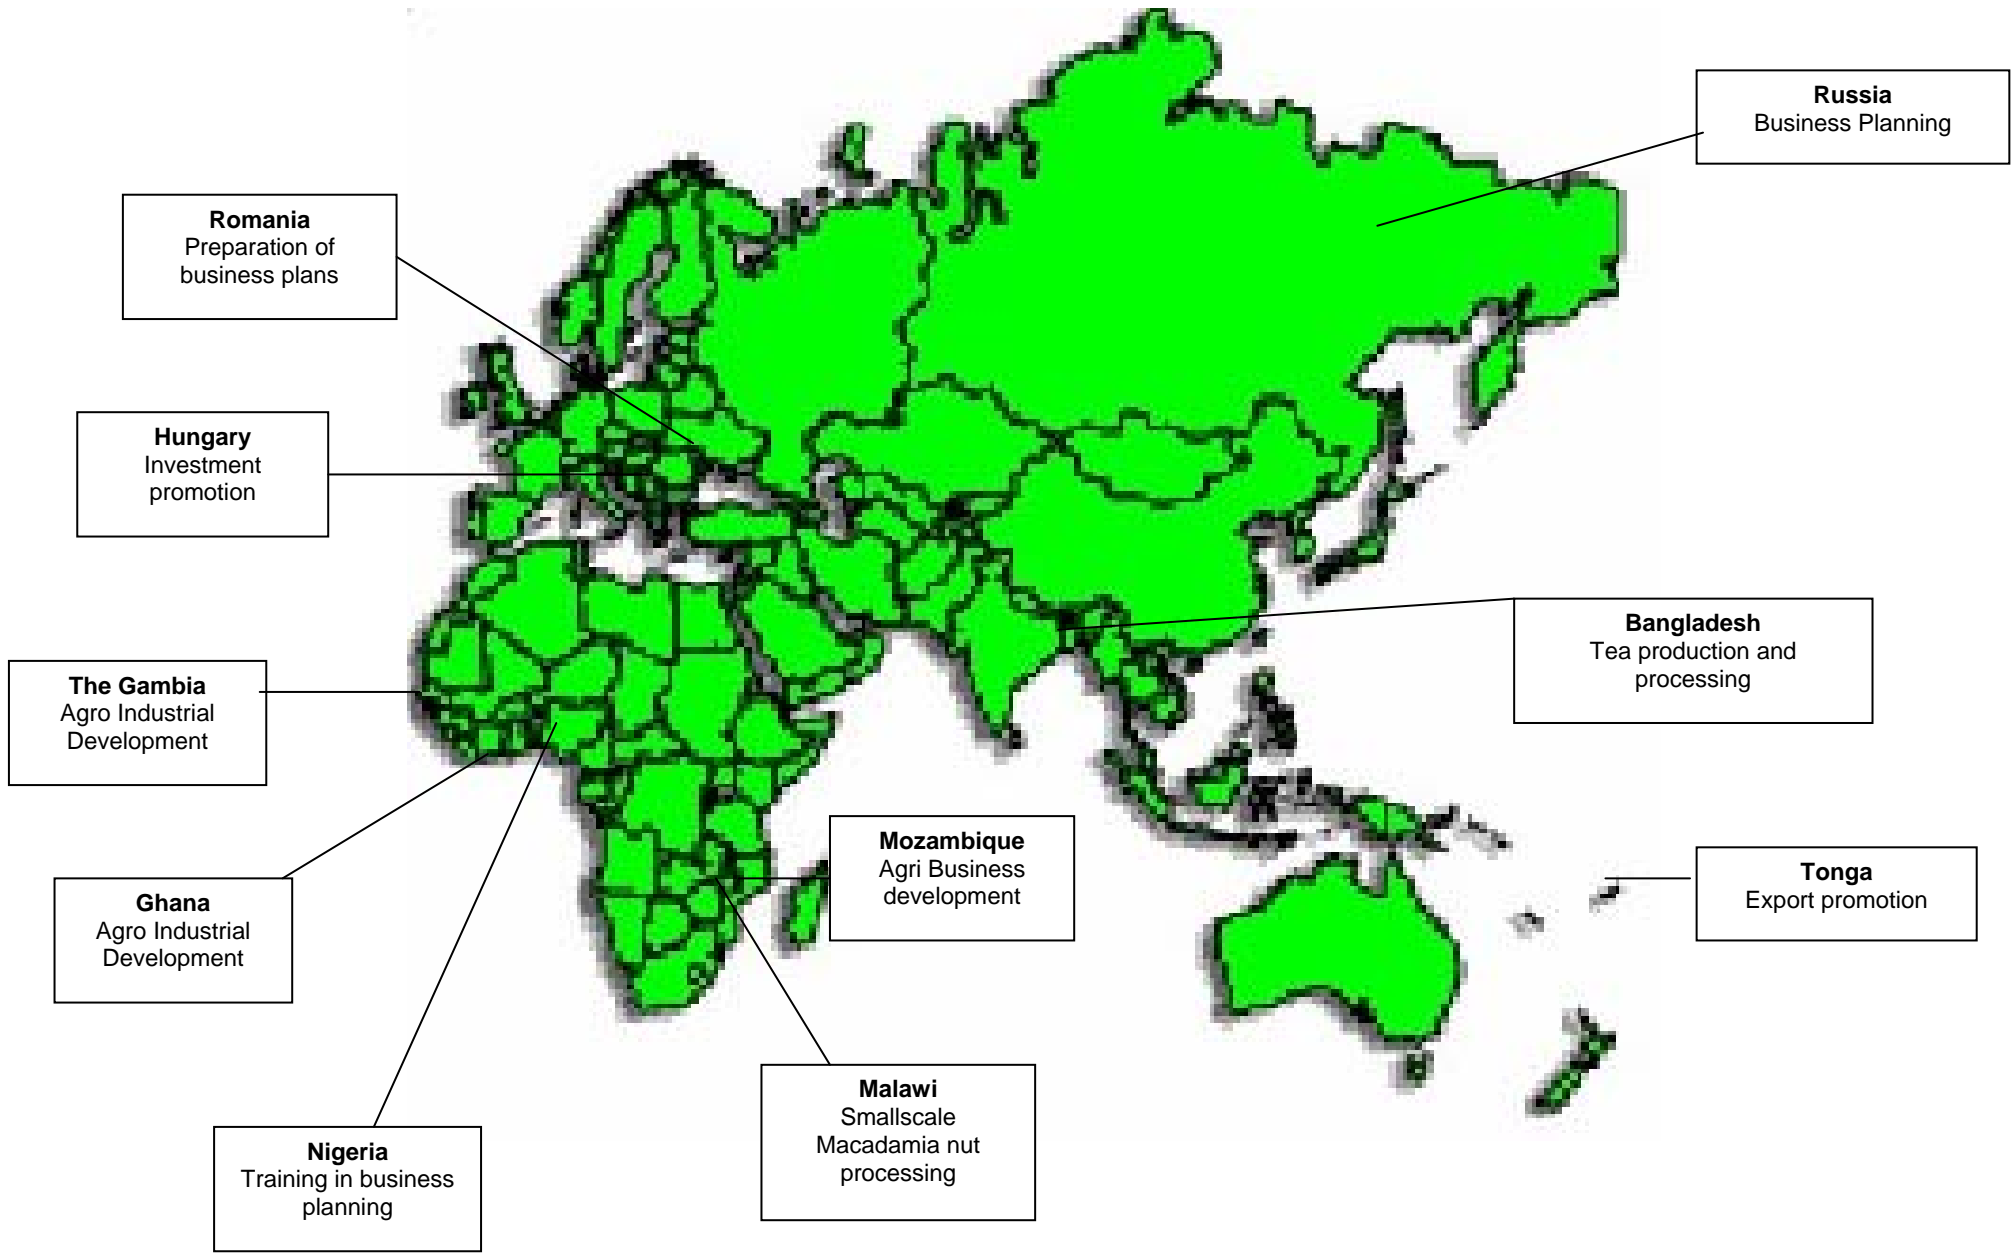 Russia
Business Planning
Romania
Preparation of
business plans
Hungary
Investment
promotion
Bangladesh
Tea production and
processing
The Gambia
Agro Industrial
Development
Mozambique
Agri Business
development
Tonga
Export promotion
Ghana
Agro Industrial
Development
Malawi
Smallscale
Macadamia nut
processing
Nigeria
Training in business
planning